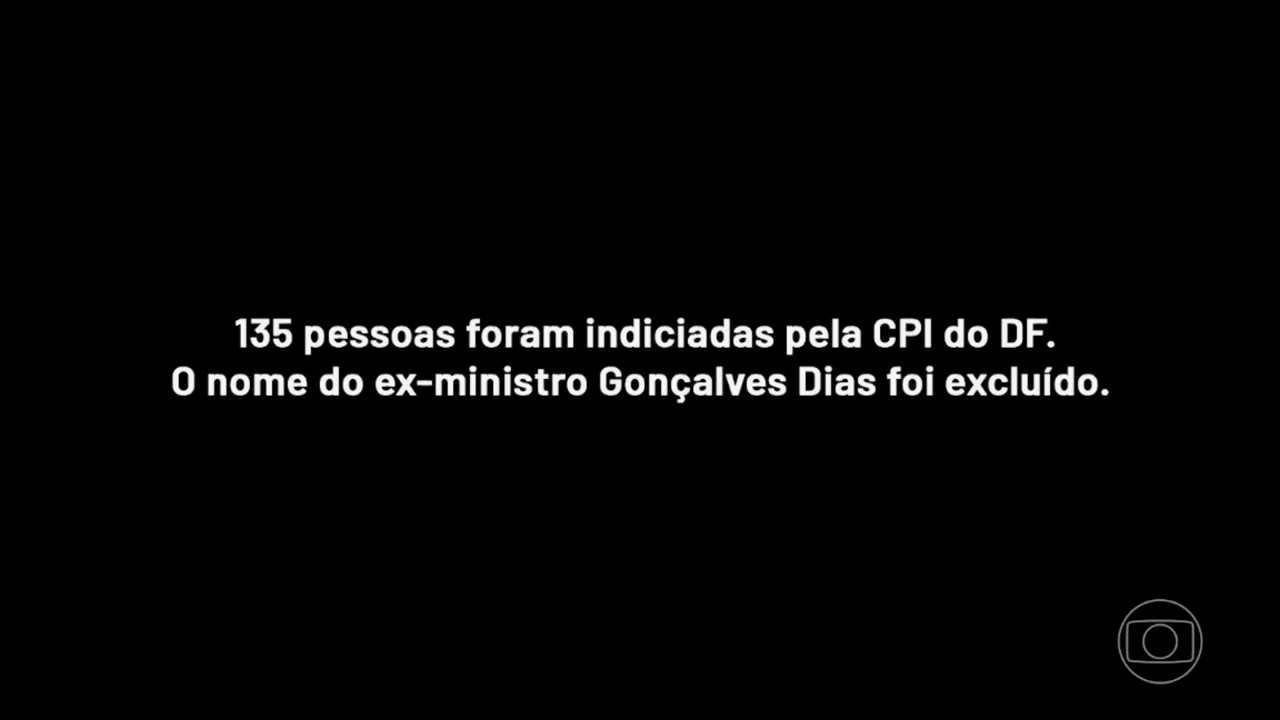 135 pessoas foram indiciadas pela CPI do DF.
O nome do ex-ministro Gonçalves Dias foi excluído.